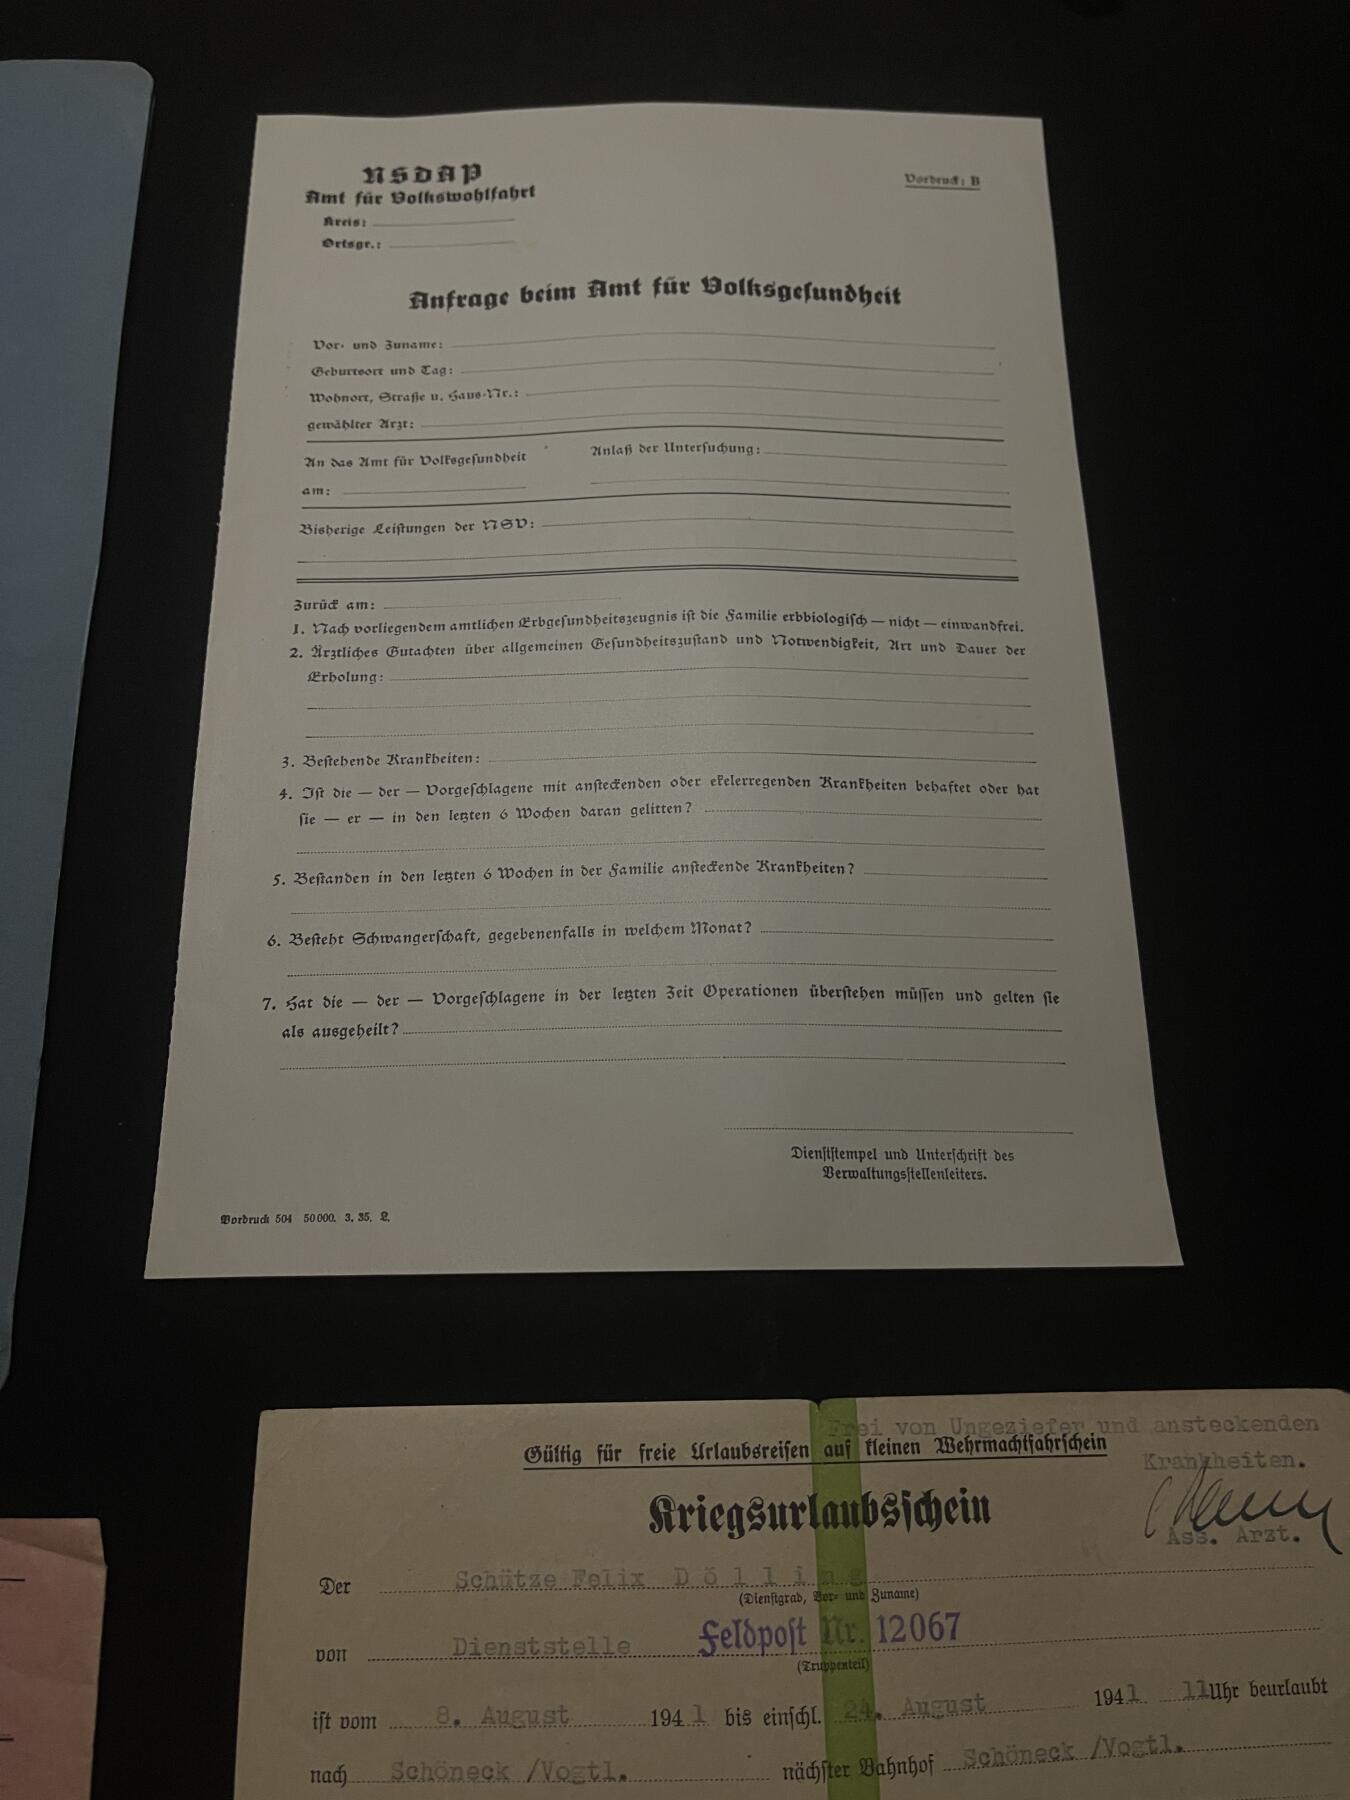 NSDAP
Amt für Volkswohlfahrt
Kreis:
Ortsgr.:
Vordruck: B
Anfrage beim Amt für Volksgesundheit
Vor- und Zuname:
Geburtsort und Tag:
Wohnort, Straße u. Haus-Nr.:
gewählter Arzt:
An das Amt für Volksgesundheit
am:
Anlaß der Untersuchung:
Bisherige Leistungen der NSV:
Zurück am:
1. Nach vorliegendem amtlichen Erbgesundheitszeugnis ist die Familie erbbiologisch — nicht — einwandfrei.
2. Ärztliches Gutachten über allgemeinen Gesundheitszustand und Notwendigkeit, Art und Dauer der
Erholung:
3. Bestehende Krankheiten:
4. Ist die — der — Vorgeschlagene mit ansteckenden oder ekelerregenden Krankheiten behaftet oder hat
sie — er — in den letzten 6 Wochen daran gelitten?
5. Bestanden in den letzten 6 Wochen in der Familie ansteckende Krankheiten?
6. Besteht Schwangerschaft, gegebenenfalls in welchem Monat?
7. Hat die — der — Vorgeschlagene in der letzten Zeit Operationen überstehen müssen und gelten sie
als ausgeheilt?
Dienststempel und Unterschrift des
Verwaltungsstellenleiters.
Vordruck 504 50000. 3. 35. L.
Frei von Ungeziefer und ansteckenden
Krankheiten.
Ass. Arzt.
Gültig für freie Urlaubsreisen auf kleinen Wehrmachtfahrschein
Kriegsurlaubsschein
Der Schütze Felix Dölling
(Dienstgrad, Vor- und Zuname)
von Dienststelle Feldpost Nr. 12067
(Truppenteil)
ist vom 8. August 1941 bis einschl. 24. August 1941 11 Uhr beurlaubt
nach Schöneck /Vogtl. nächster Bahnhof Schöneck /Vogtl.